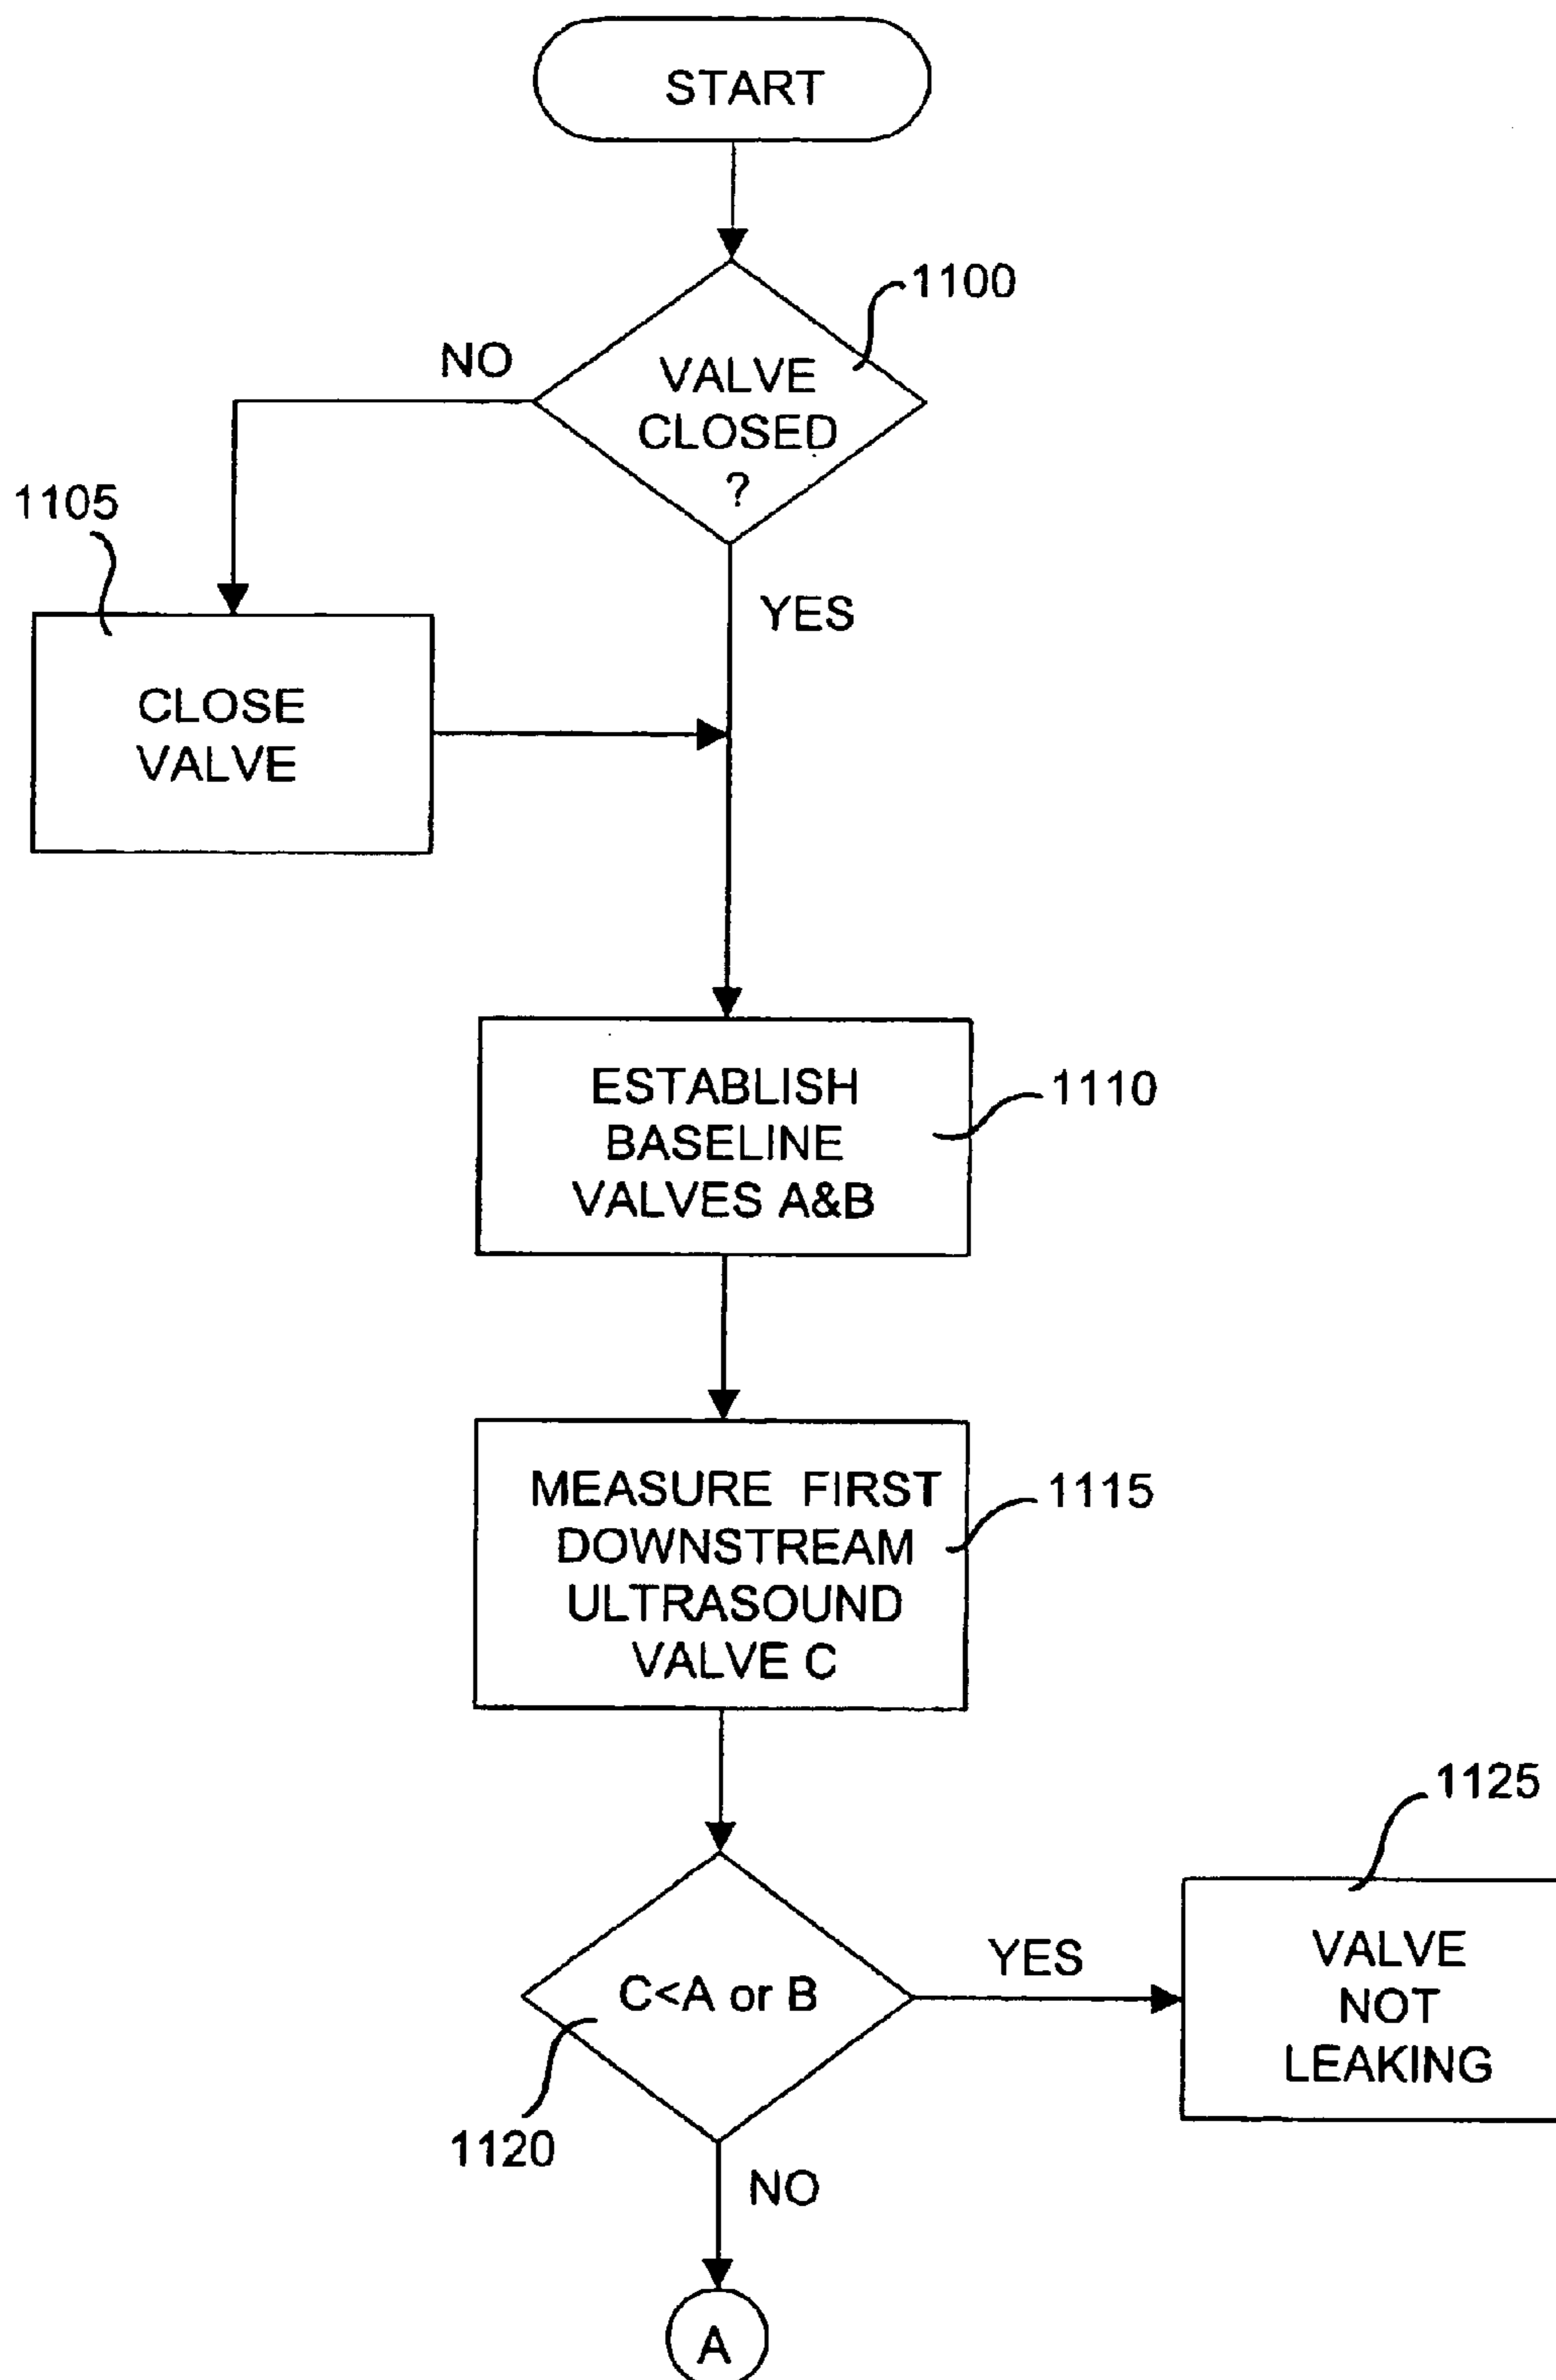 START
1100
NO
VALVE
CLOSED
?
1105
YES
CLOSE
VALVE
ESTABLISH
BASELINE
VALVES A&B
1110
MEASURE FIRST
DOWNSTREAM
ULTRASOUND
VALVE C
1115
1125
C<A or B
YES
VALVE
NOT
LEAKING
1120
NO
A